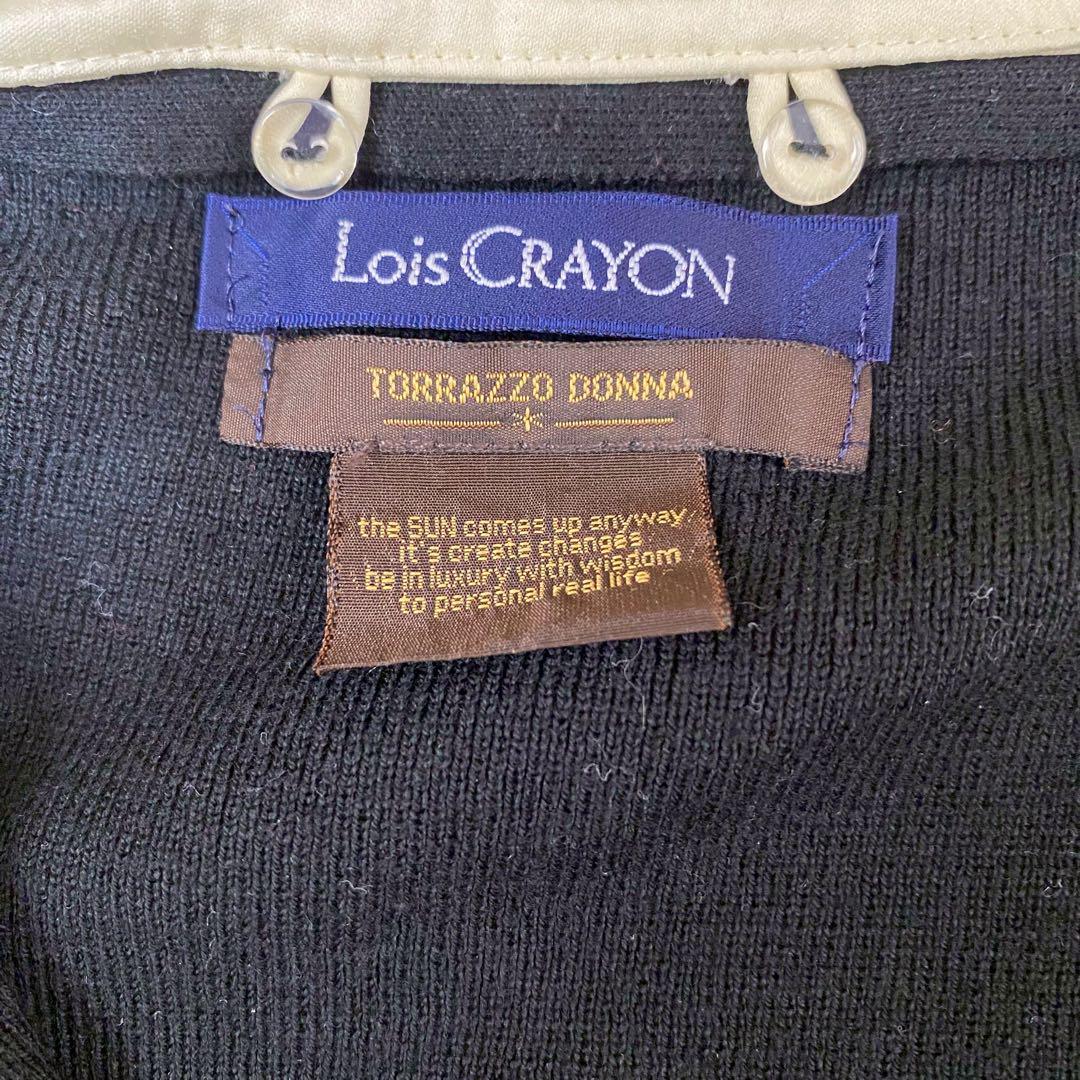 Lois CRAYON
TORRAZZO DONNA
the SUN comes up anyway
it's create changes
be in luxury with wisdom
to personal real life